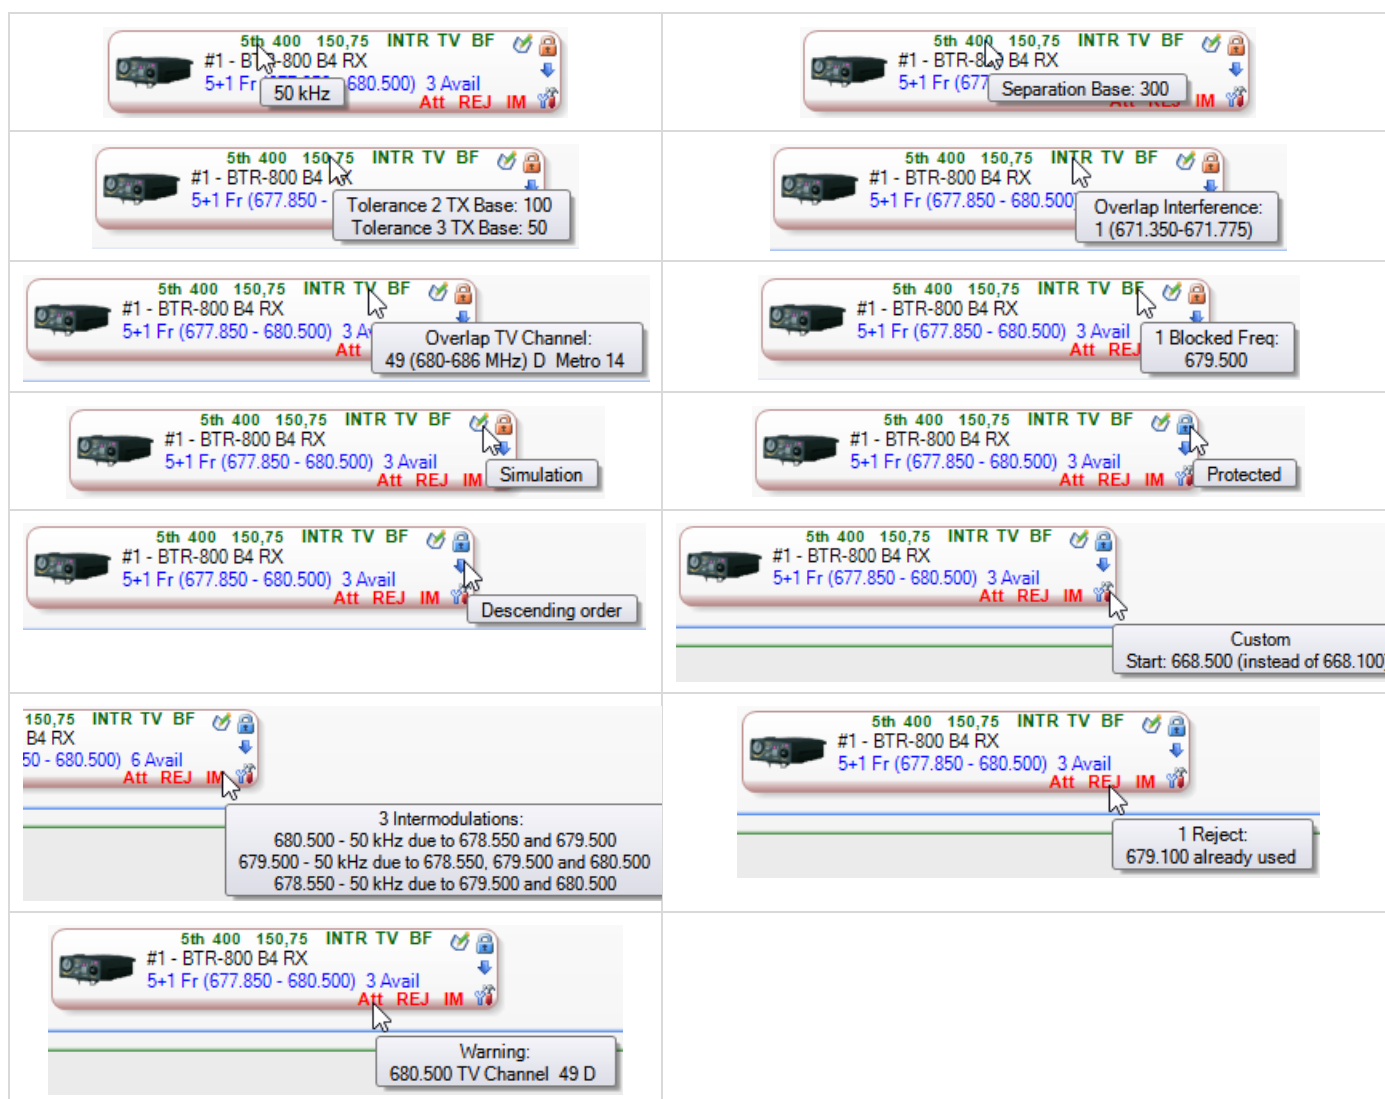 5th 400 150,75 INTR TV BF
#1 - BTR-800 B4 RX
5+1 Fr 680.500) 3 Avail
50 kHz
Att REJ IM
5th 400 150,75 INTR TV BF
#1 - BTR-8 RX
5+1 Fr (677
Separation Base: 300
IM
5th 400 150,75 INTR TV BF
#1 - BTR-800 B4 RX
5+1 Fr (677.850 -
Tolerance 2 TX Base: 100
Tolerance 3 TX Base: 50
5th 400 150,75 INTR TV BF
#1 - BTR-800 B4 RX
5+1 Fr (677.850 - 680.500)
Overlap Interference:
1 (671.350-671.775)
5th 400 150,75 INTR TV BF
#1 - BTR-800 B4 RX
5+1 Fr (677.850 - 680.500) 3 Av
Att
Overlap TV Channel:
49 (680-686 MHz) D Metro 14
5th 400 150,75 INTR TV BF
#1 - BTR-800 B4 RX
5+1 Fr (677.850 - 680.500) 3 Avail
Att REJ
1 Blocked Freq:
679.500
5th 400 150,75 INTR TV BF
#1 - BTR-800 B4 RX
5+1 Fr (677.850 - 680.500) 3 Avail
Att REJ IM
Simulation
5th 400 150,75 INTR TV BF
#1 - BTR-800 B4 RX
5+1 Fr (677.850 - 680.500) 3 Avail
Att REJ IM
Protected
5th 400 150,75 INTR TV BF
#1 - BTR-800 B4 RX
5+1 Fr (677.850 - 680.500) 3 Avail
Att REJ IM
Descending order
5th 400 150,75 INTR TV BF
#1 - BTR-800 B4 RX
5+1 Fr (677.850 - 680.500) 3 Avail
Att REJ IM
Custom
Start: 668.500 (instead of 668.100)
150,75 INTR TV BF
B4 RX
50 - 680.500) 6 Avail
Att REJ IM
3 Intermodulations:
680.500 - 50 kHz due to 678.550 and 679.500
679.500 - 50 kHz due to 678.550, 679.500 and 680.500
678.550 - 50 kHz due to 679.500 and 680.500
5th 400 150,75 INTR TV BF
#1 - BTR-800 B4 RX
5+1 Fr (677.850 - 680.500) 3 Avail
Att REJ IM
1 Reject:
679.100 already used
5th 400 150,75 INTR TV BF
#1 - BTR-800 B4 RX
5+1 Fr (677.850 - 680.500) 3 Avail
Att REJ IM
Warning:
680.500 TV Channel 49 D